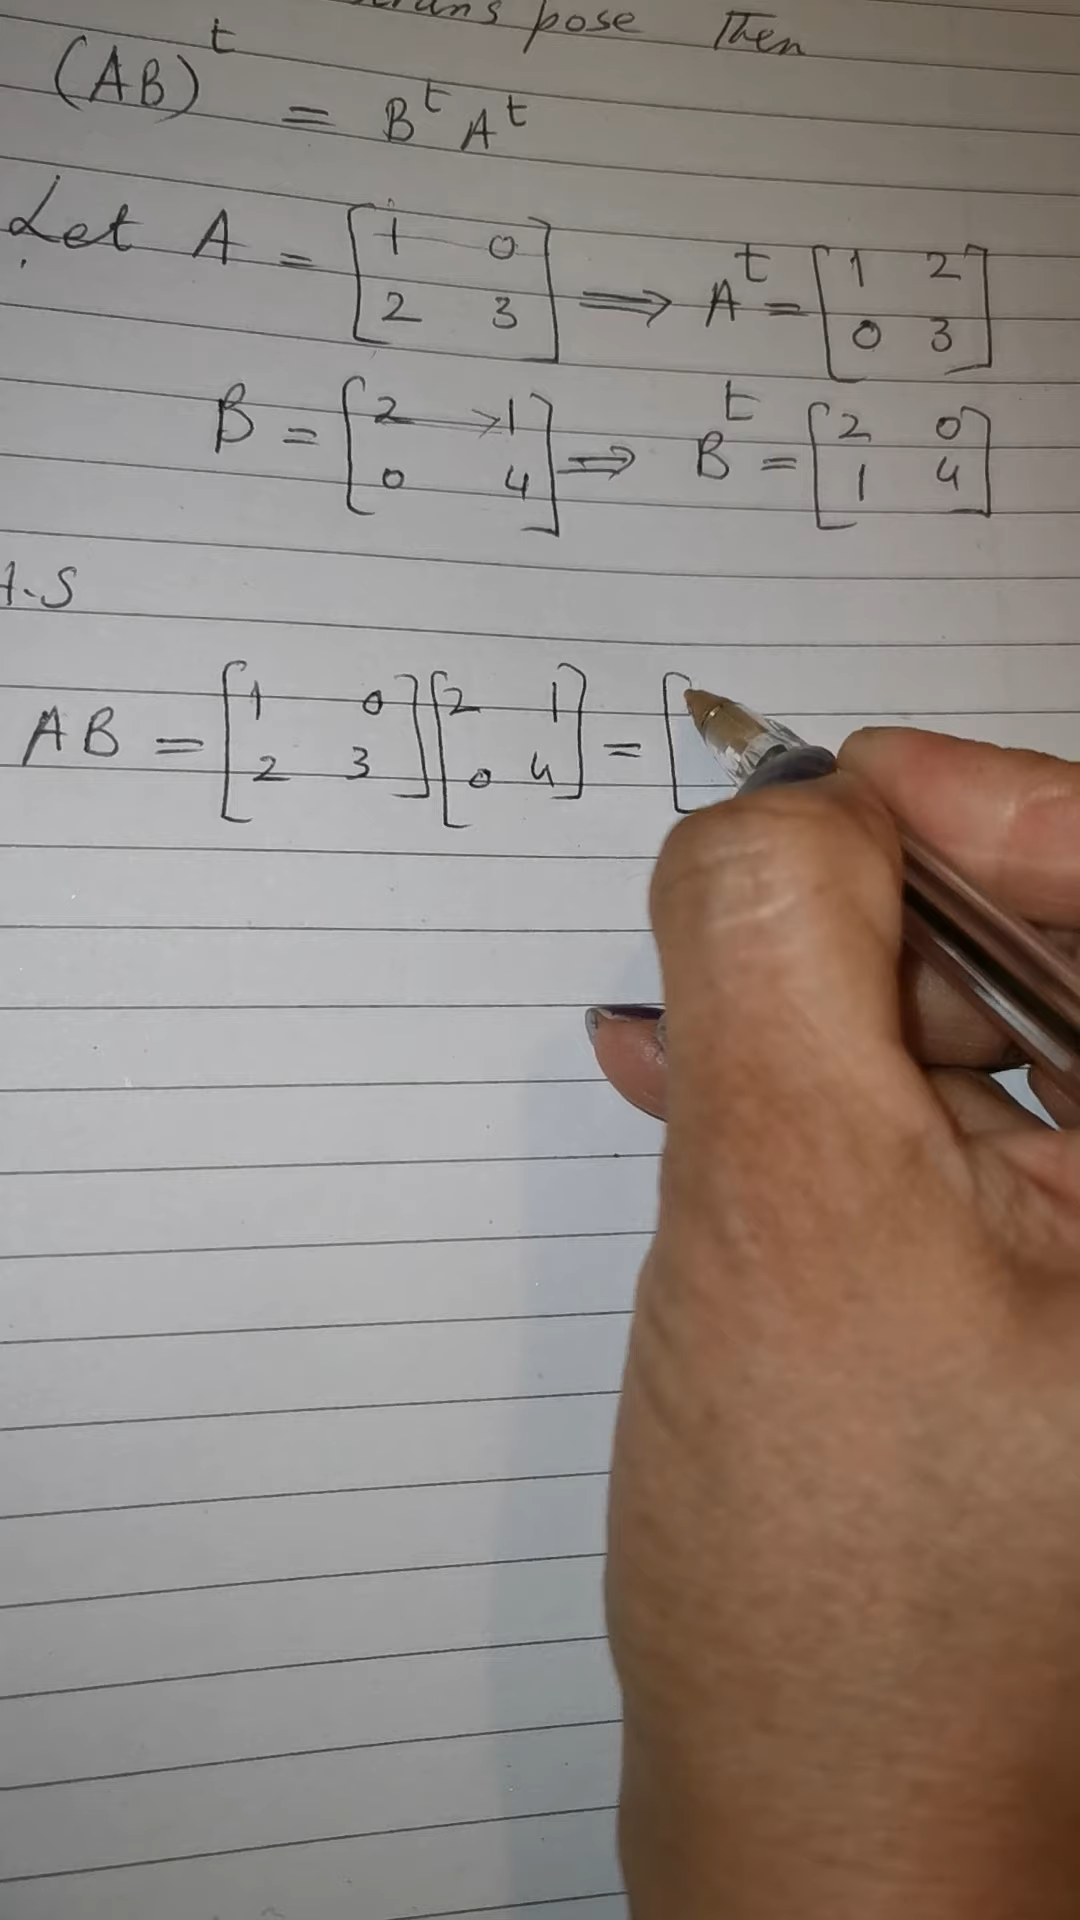 pose Then
(AB)^t = B^t A^t
Let A = [1 0 ⟹ A^t = [1 2
2 3] 0 3]
B = [2 → 1 ⟹ B^t = [2 0
0 4] 1 4]
.S
AB = [1 0 [2 1 = [
2 3] 0 4]